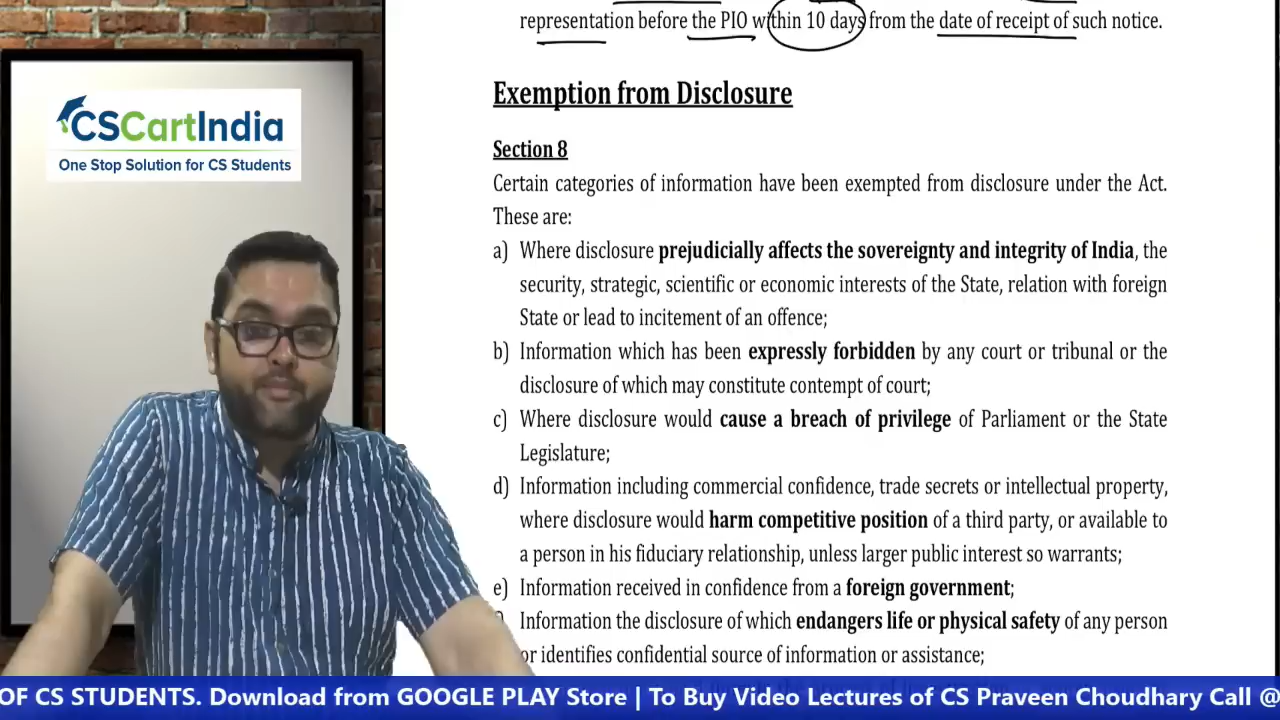 representation before the PIO within 10 days from the date of receipt of such notice.
CSCartIndia
One Stop Solution for CS Students
Exemption from Disclosure
Section 8
Certain categories of information have been exempted from disclosure under the Act.
These are:
a) Where disclosure prejudicially affects the sovereignty and integrity of India, the
security, strategic, scientific or economic interests of the State, relation with foreign
State or lead to incitement of an offence;
b) Information which has been expressly forbidden by any court or tribunal or the
disclosure of which may constitute contempt of court;
c) Where disclosure would cause a breach of privilege of Parliament or the State
Legislature;
d) Information including commercial confidence, trade secrets or intellectual property,
where disclosure would harm competitive position of a third party, or available to
a person in his fiduciary relationship, unless larger public interest so warrants;
e) Information received in confidence from a foreign government;
Information the disclosure of which endangers life or physical safety of any person
or identifies confidential source of information or assistance;
OF CS STUDENTS. Download from GOOGLE PLAY Store | To Buy Video Lectures of CS Praveen Choudhary Call @